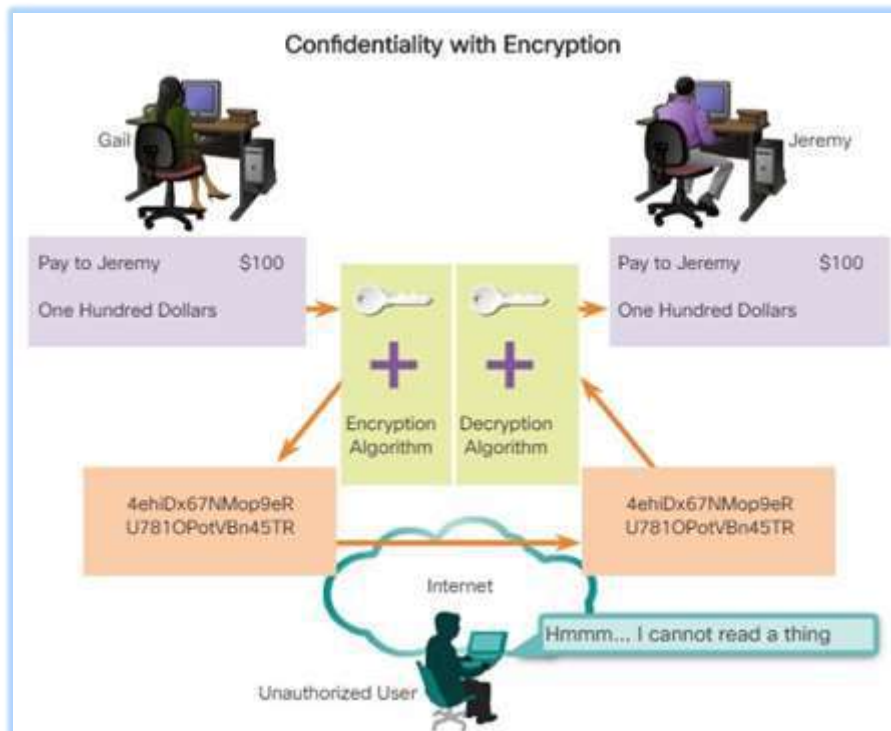 Confidentiality with Encryption
Gail
Jeremy
Pay to Jeremy $100
One Hundred Dollars
Pay to Jeremy $100
One Hundred Dollars
Encryption
Algorithm
Decryption
Algorithm
4ehiDx67NMop9eR
U781OPotVBn45TR
4ehiDx67NMop9eR
U781OPotVBn45TR
Internet
Hmmm... I cannot read a thing
Unauthorized User